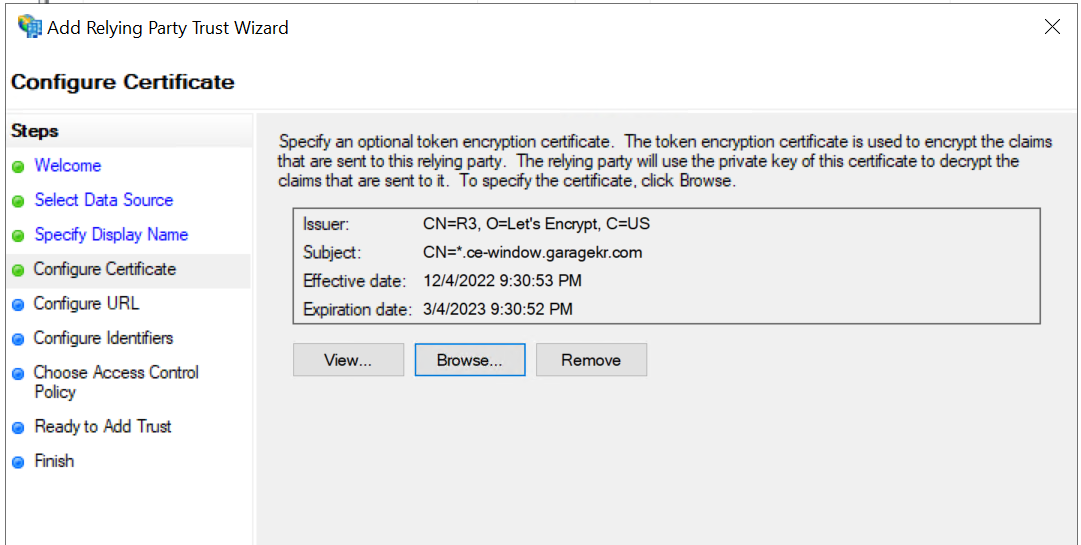 Add Relying Party Trust Wizard
Configure Certificate
Steps
Welcome
Select Data Source
Specify Display Name
Configure Certificate
Configure URL
Configure Identifiers
Choose Access Control
Policy
Ready to Add Trust
Finish
Specify an optional token encryption certificate.  The token encryption certificate is used to encrypt the claims
that are sent to this relying party.  The relying party will use the private key of this certificate to decrypt the
claims that are sent to it.  To specify the certificate, click Browse.
Issuer: CN=R3, O=Let's Encrypt, C=US
Subject: CN=*.ce-window.garagekr.com
Effective date: 12/4/2022 9:30:53 PM
Expiration date: 3/4/2023 9:30:52 PM
View... Browse... Remove